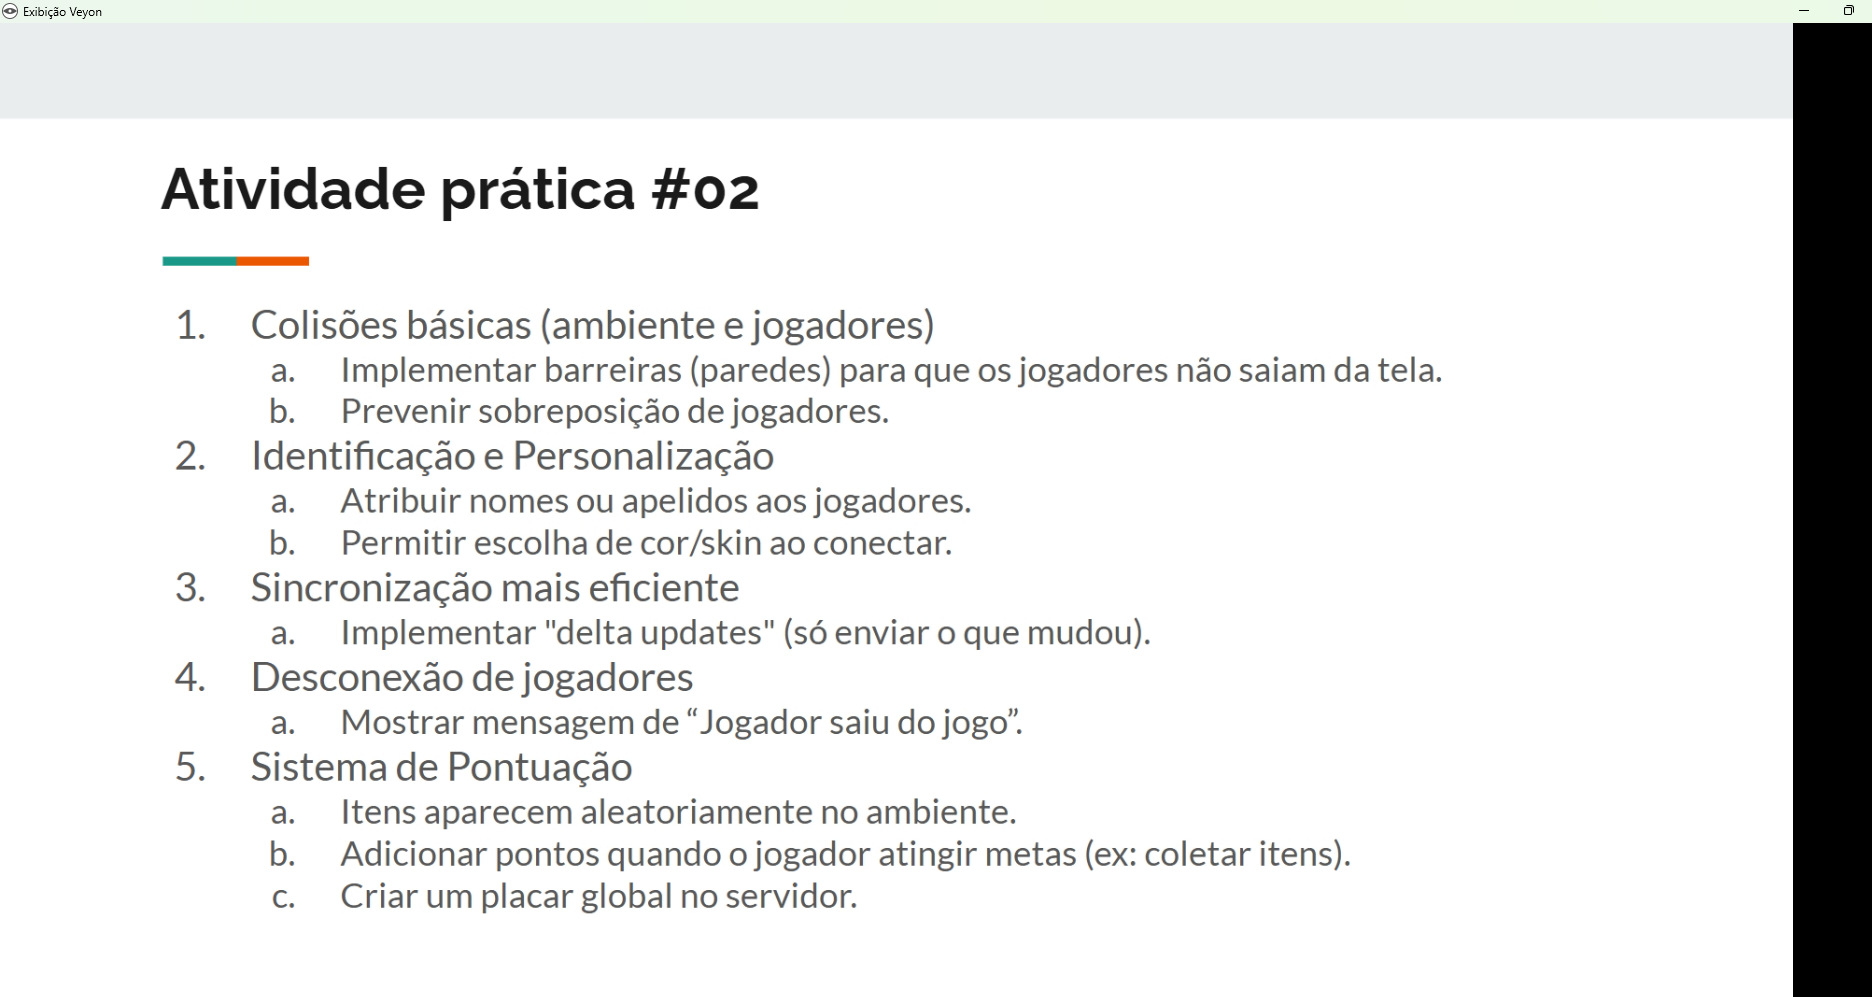 Exibição Veyon
Atividade prática #02
1. Colisões básicas (ambiente e jogadores)
a. Implementar barreiras (paredes) para que os jogadores não saiam da tela.
b. Prevenir sobreposição de jogadores.
2. Identificação e Personalização
a. Atribuir nomes ou apelidos aos jogadores.
b. Permitir escolha de cor/skin ao conectar.
3. Sincronização mais eficiente
a. Implementar "delta updates" (só enviar o que mudou).
4. Desconexão de jogadores
a. Mostrar mensagem de “Jogador saiu do jogo”.
5. Sistema de Pontuação
a. Itens aparecem aleatoriamente no ambiente.
b. Adicionar pontos quando o jogador atingir metas (ex: coletar itens).
c. Criar um placar global no servidor.